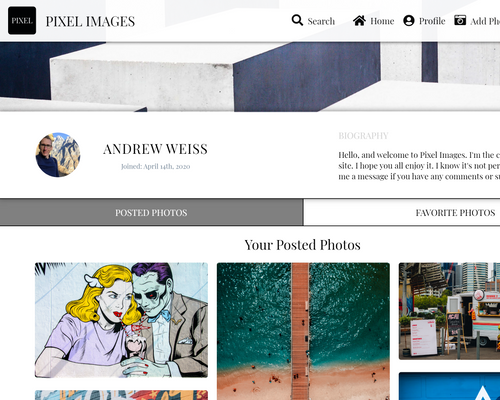 PIXEL
PIXEL IMAGES
Search
Home
Profile
Add Pho
ANDREW WEISS
Joined: April 14th, 2020
BIOGRAPHY
Hello, and welcome to Pixel Images. I'm the c
site. I hope you all enjoy it. I know it's not per
me a message if you have any comments or su
POSTED PHOTOS
FAVORITE PHOTOS
Your Posted Photos